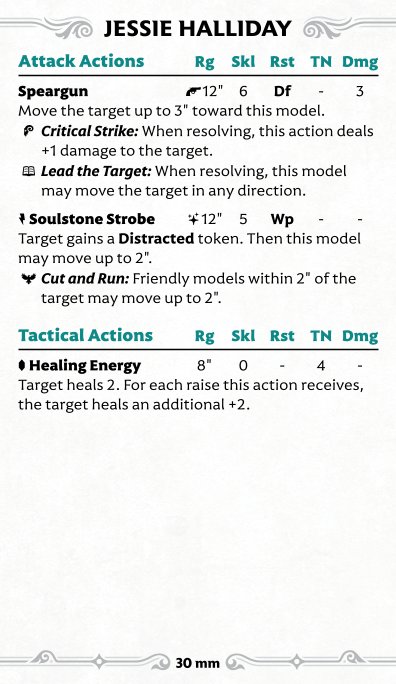 JESSIE HALLIDAY
Attack Actions Rg Skl Rst TN Dmg
Speargun 12" 6 Df - 3
Move the target up to 3" toward this model.
Critical Strike: When resolving, this action deals
+1 damage to the target.
Lead the Target: When resolving, this model
may move the target in any direction.
Soulstone Strobe 12" 5 Wp - -
Target gains a Distracted token. Then this model
may move up to 2".
Cut and Run: Friendly models within 2" of the
target may move up to 2".
Tactical Actions Rg Skl Rst TN Dmg
Healing Energy 8" 0 - 4 -
Target heals 2. For each raise this action receives,
the target heals an additional +2.
30 mm